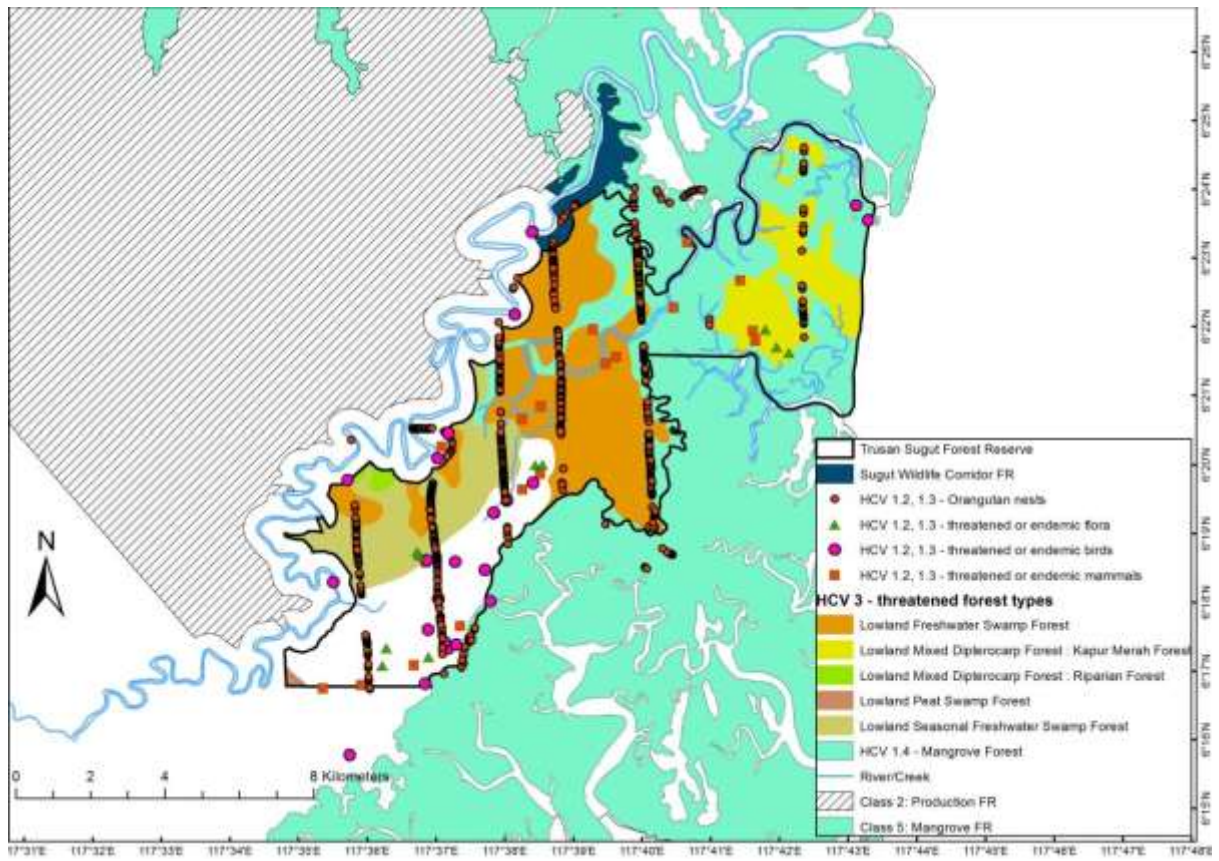 6°26'N
6°25'N
6°24'N
6°23'N
6°22'N
6°21'N
6°20'N
6°19'N
6°18'N
6°17'N
6°16'N
6°15'N
Trusan Sugut Forest Reserve
Sugut Wildlife Corridor FR
HCV 1.2, 1.3 - Orangutan nests
HCV 1.2, 1.3 - threatened or endemic flora
HCV 1.2, 1.3 - threatened or endemic birds
HCV 1.2, 1.3 - threatened or endemic mammals
HCV 3 - threatened forest types
Lowland Freshwater Swamp Forest
Lowland Mixed Dipterocarp Forest : Kapur Merah Forest
Lowland Mixed Dipterocarp Forest : Riparian Forest
Lowland Peat Swamp Forest
Lowland Seasonal Freshwater Swamp Forest
HCV 1.4 - Mangrove Forest
River/Creek
Class 2: Production FR
Class 5: Mangrove FR
N
0 2 4 8 Kilometers
117°31'E 117°32'E 117°33'E 117°34'E 117°35'E 117°36'E 117°37'E 117°38'E 117°39'E 117°40'E 117°41'E 117°42'E 117°43'E 117°44'E 117°45'E 117°46'E 117°47'E 117°48'E